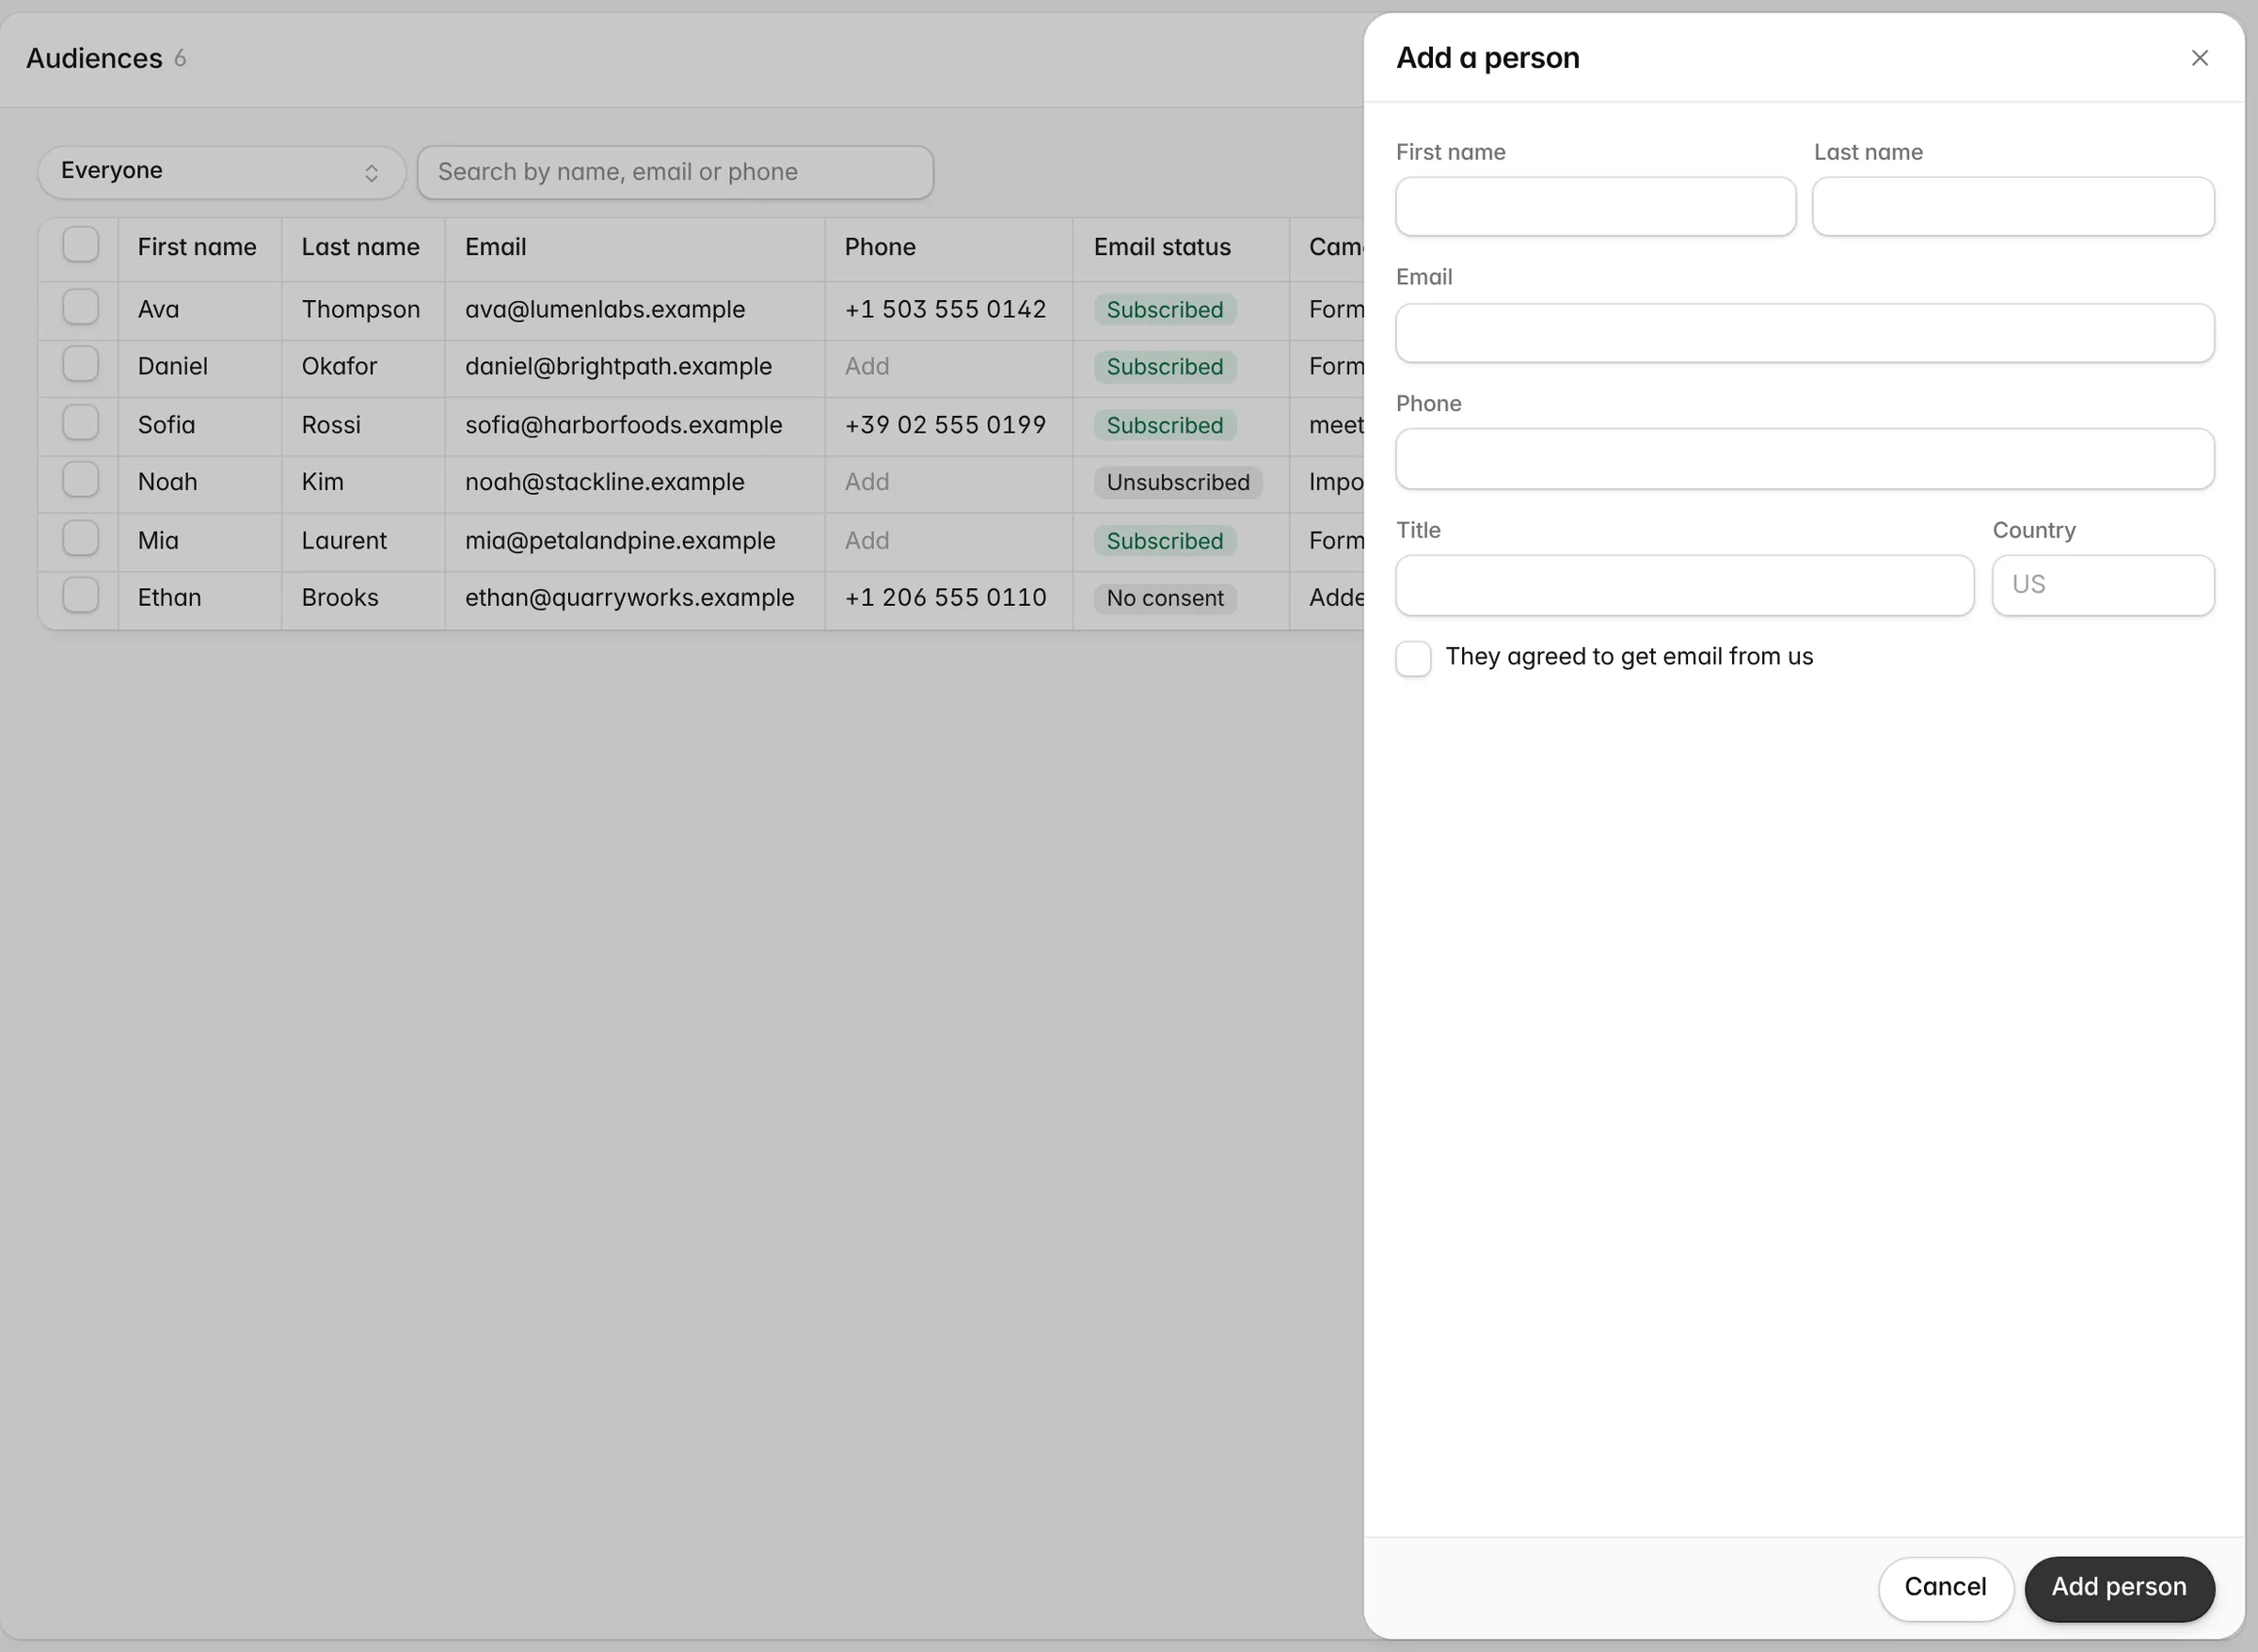 Audiences 6
Everyone
Search by name, email or phone
First name Last name Email Phone Email status
Ava Thompson ava@lumenlabs.example +1 503 555 0142 Subscribed Form
Daniel Okafor daniel@brightpath.example Add Subscribed Form
Sofia Rossi sofia@harborfoods.example +39 02 555 0199 Subscribed meet
Noah Kim noah@stackline.example Add Unsubscribed Impo
Mia Laurent mia@petalandpine.example Add Subscribed Form
Ethan Brooks ethan@quarryworks.example +1 206 555 0110 No consent Adde
Add a person
First name Last name
Email
Phone
Title Country
US
They agreed to get email from us
Cancel Add person